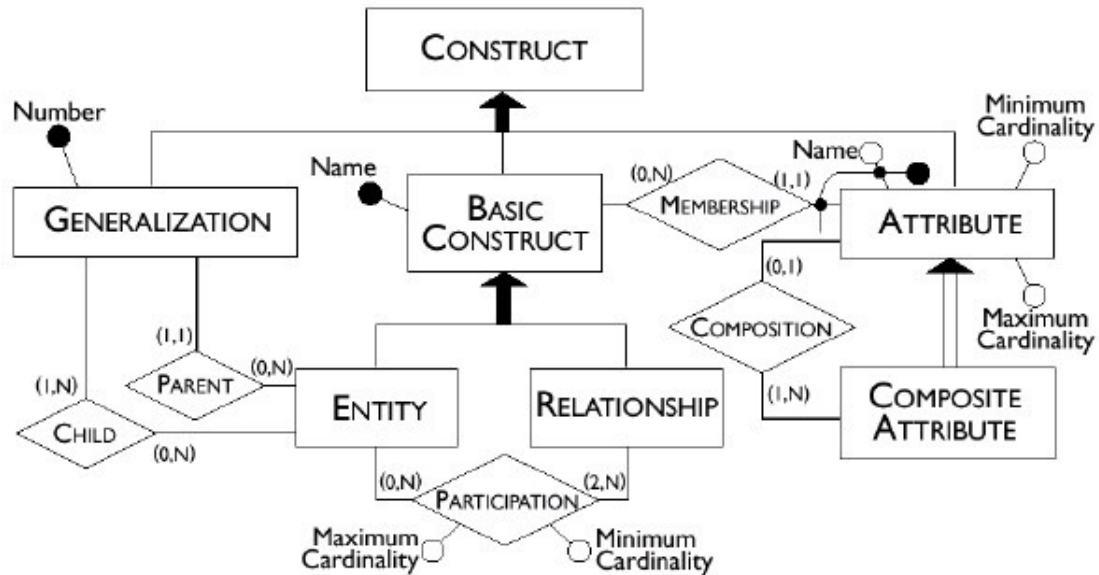 CONSTRUCT
Number
Minimum
Cardinality
Name
(0,N)
(1,1)
Name
GENERALIZATION
BASIC
CONSTRUCT
MEMBERSHIP
ATTRIBUTE
(0,1)
COMPOSITION
Maximum
Cardinality
(1,1)
(0,N)
PARENT
(1,N)
CHILD
(0,N)
ENTITY
RELATIONSHIP
(1,N)
COMPOSITE
ATTRIBUTE
(0,N)
PARTICIPATION
(2,N)
Maximum
Cardinality
Minimum
Cardinality